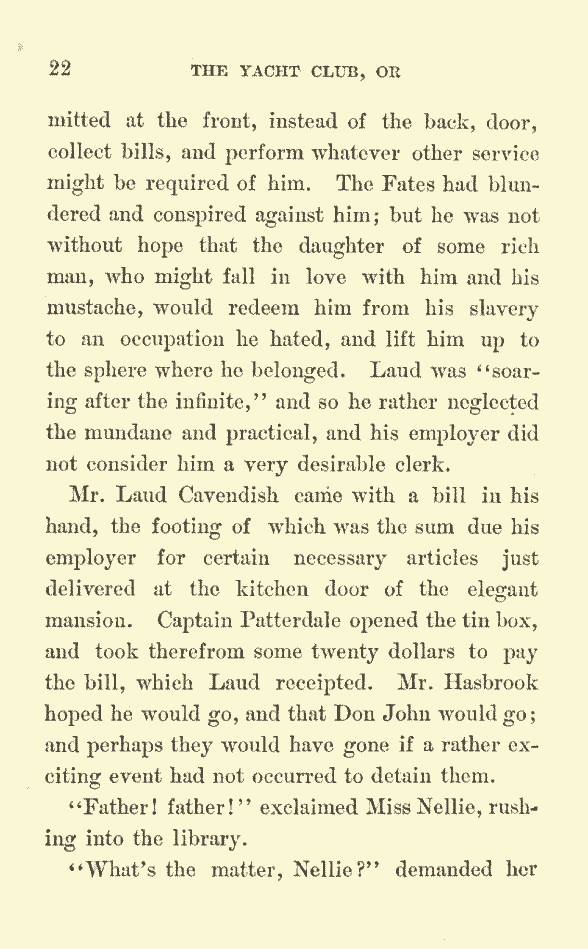 22 THE YACHT CLUB, OR
mitted at the front, instead of the back, door,
collect bills, and perform whatever other service
might be required of him. The Fates had blun-
dered and conspired against him; but he was not
without hope that the daughter of some rich
man, who might fall in love with him and his
mustache, would redeem him from his slavery
to an occupation he hated, and lift him up to
the sphere where he belonged. Laud was "soar-
ing after the infinite," and so he rather neglected
the mundane and practical, and his employer did
not consider him a very desirable clerk.
Mr. Laud Cavendish came with a bill in his
hand, the footing of which was the sum due his
employer for certain necessary articles just
delivered at the kitchen door of the elegant
mansion. Captain Patterdale opened the tin box,
and took therefrom some twenty dollars to pay
the bill, which Laud receipted. Mr. Hasbrook
hoped he would go, and that Don John would go;
and perhaps they would have gone if a rather ex-
citing event had not occurred to detain them.
"Father! father!" exclaimed Miss Nellie, rush-
ing into the library.
"What's the matter, Nellie?" demanded her